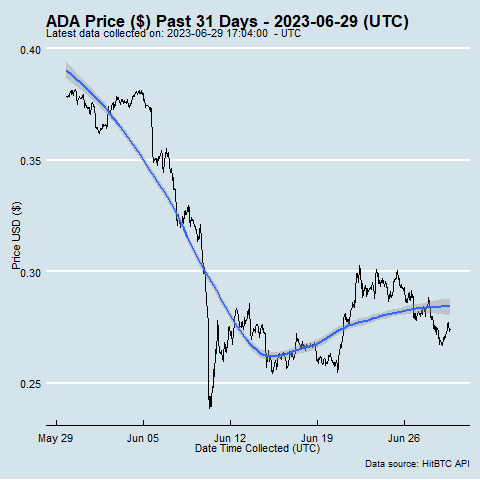 ADA Price ($) Past 31 Days - 2023-06-29 (UTC)
Latest data collected on: 2023-06-29 17:04:00 - UTC
0.40
0.35
0.30
0.25
Price USD ($)
May 29
Jun 05
Jun 12
Jun 19
Jun 26
Date Time Collected (UTC)
Data source: HitBTC API